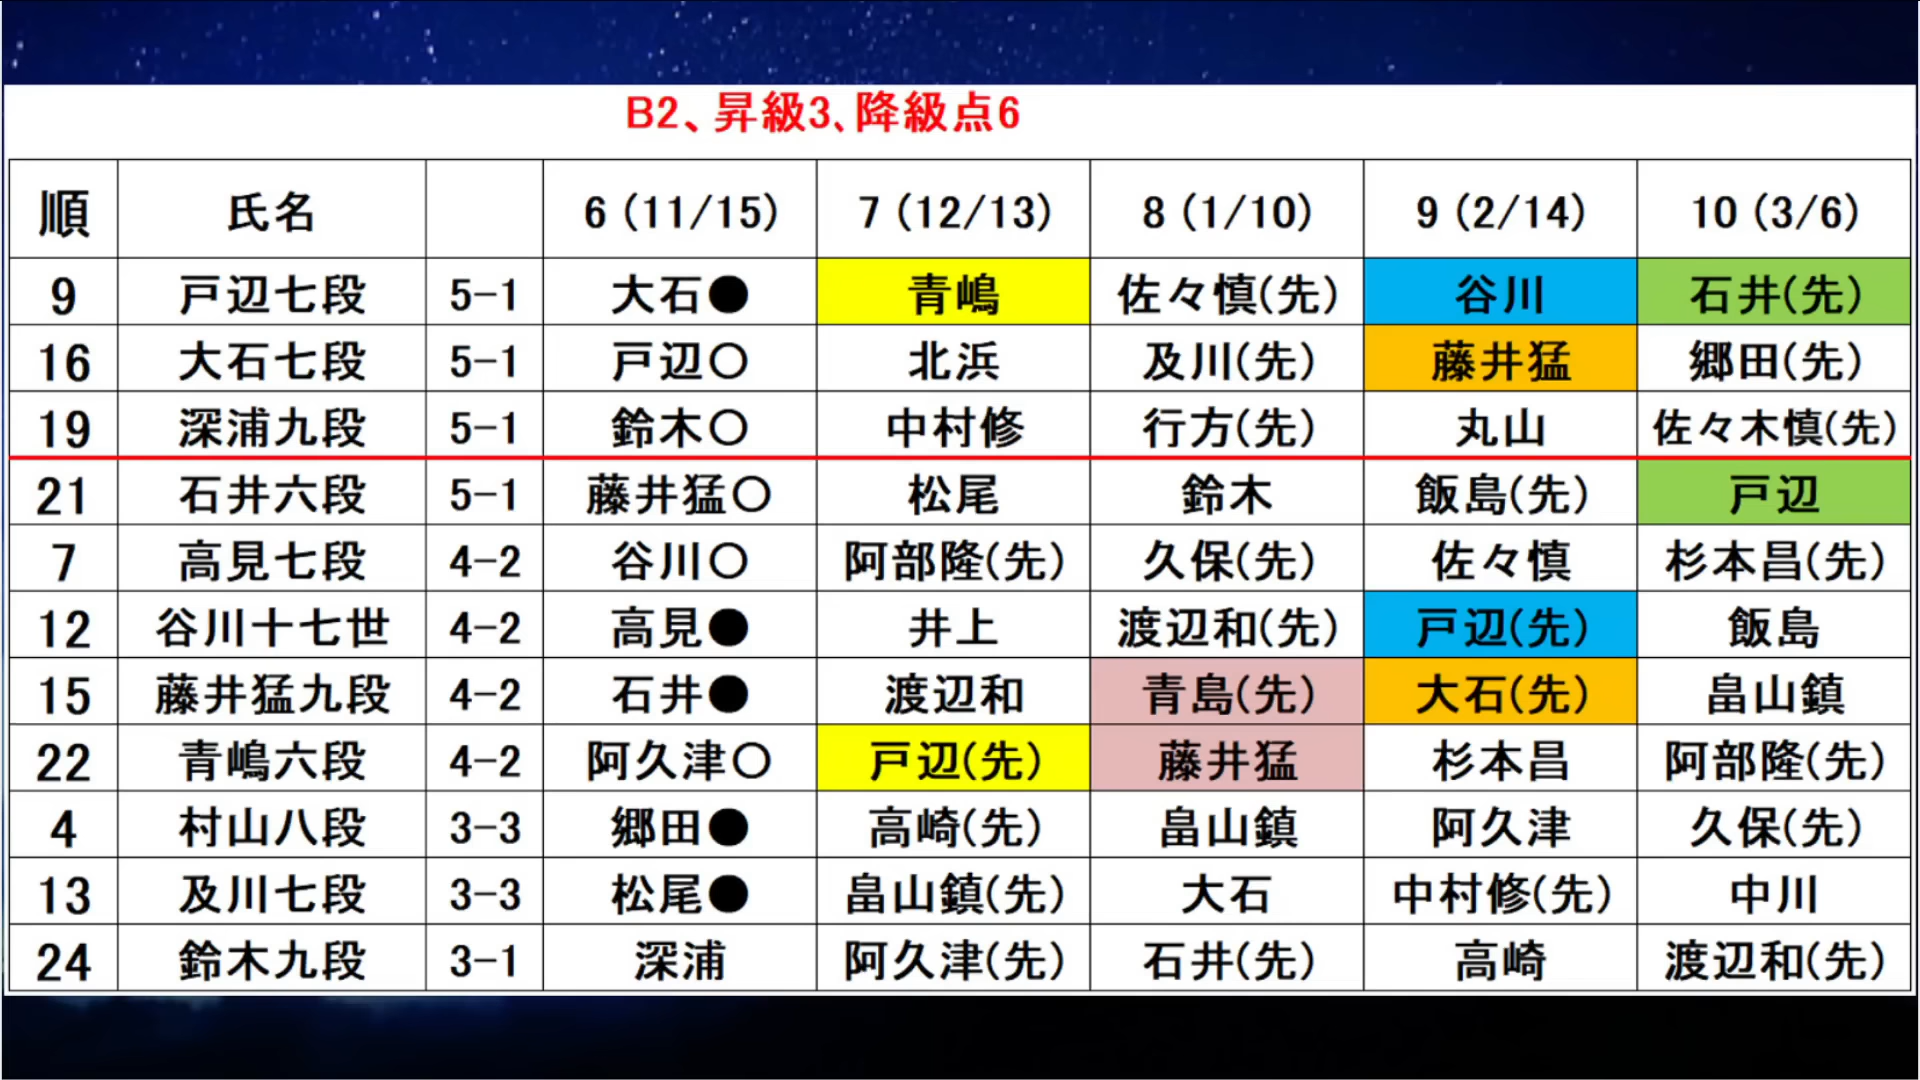 B2、昇級3、降級点6
順 氏名 6(11/15) 7(12/13) 8(1/10) 9(2/14) 10(3/6)
9 戸辺七段 5-1 大石● 青嶋 佐々慎(先) 谷川 石井(先)
16 大石七段 5-1 戸辺○ 北浜 及川(先) 藤井猛 郷田(先)
19 深浦九段 5-1 鈴木○ 中村修 行方(先) 丸山 佐々木慎(先)
21 石井六段 5-1 藤井猛○ 松尾 鈴木 飯島(先) 戸辺
7 高見七段 4-2 谷川○ 阿部隆(先) 久保(先) 佐々慎 杉本昌(先)
12 谷川十七世 4-2 高見● 井上 渡辺和(先) 戸辺(先) 飯島
15 藤井猛九段 4-2 石井● 渡辺和 青島(先) 大石(先) 畠山鎮
22 青嶋六段 4-2 阿久津○ 戸辺(先) 藤井猛 杉本昌 阿部隆(先)
4 村山八段 3-3 郷田● 高崎(先) 畠山鎮 阿久津 久保(先)
13 及川七段 3-3 松尾● 畠山鎮(先) 大石 中村修(先) 中川
24 鈴木九段 3-1 深浦 阿久津(先) 石井(先) 高崎 渡辺和(先)